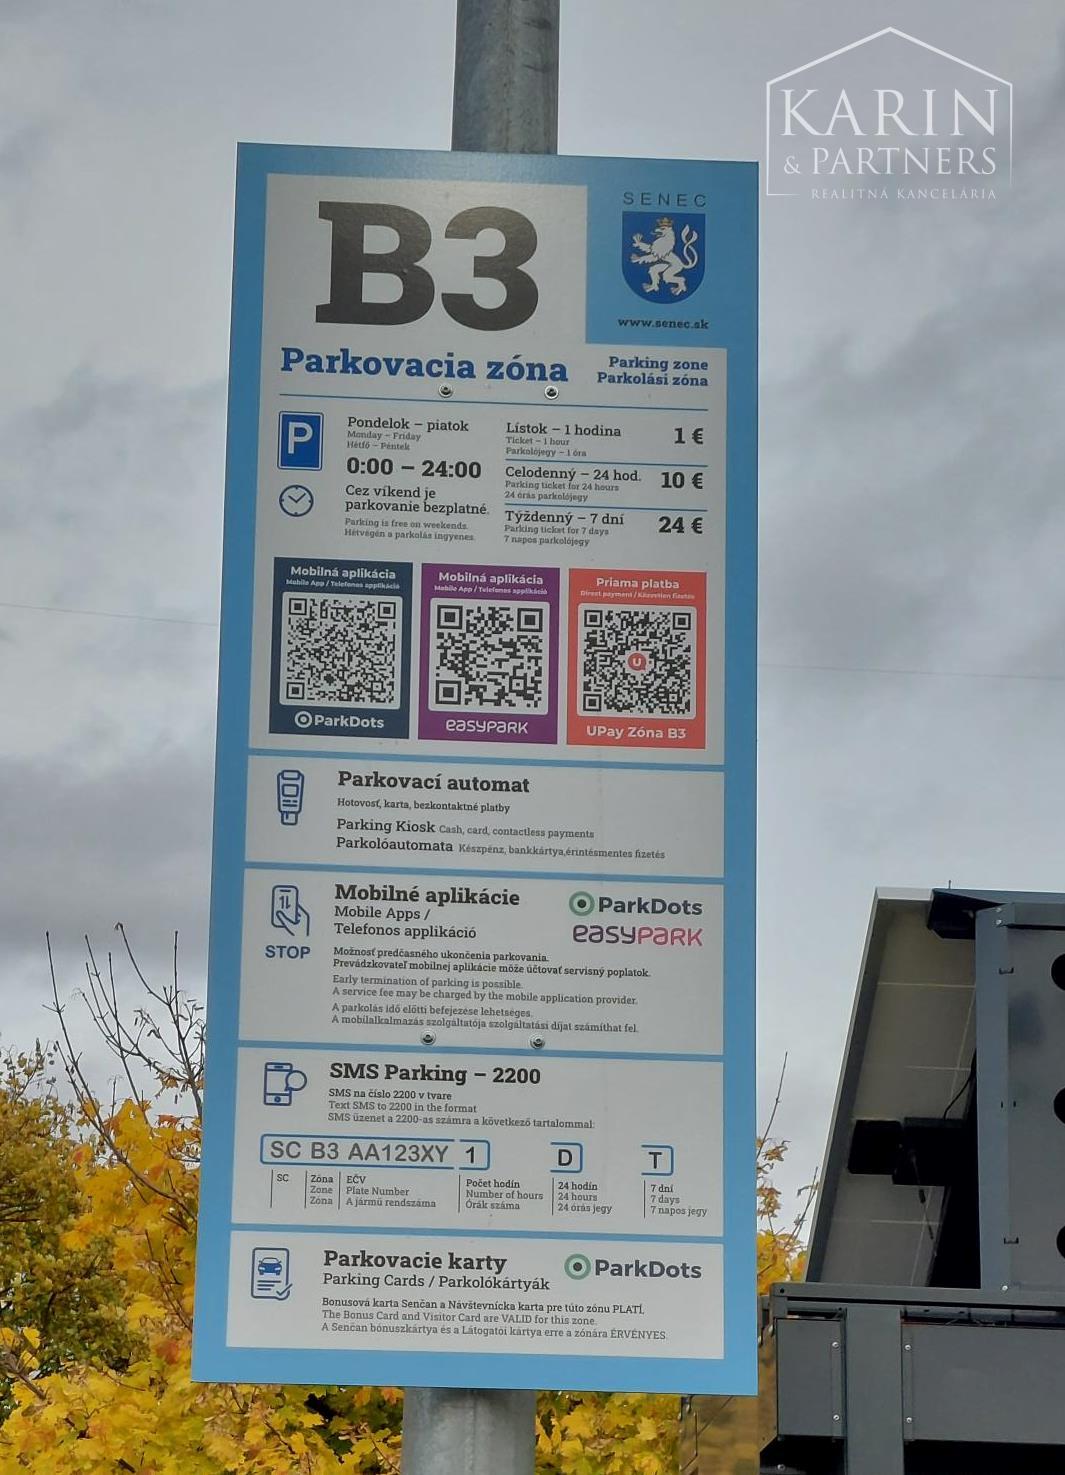 KARIN
& PARTNERS
REALITNÁ KANCELÁRIA
B3
SENEC
www.senec.sk
Parkovacia zóna
Parking zone
Parkolási zóna
P
Pondelok – piatok
Monday – Friday
Hétfő – Péntek
0:00 – 24:00
Cez víkend je
parkovanie bezplatné.
Parking is free on weekends.
Hétvégén a parkolás ingyenes.
Lístok – 1 hodina 1 €
Ticket – 1 hour
Parkolójegy – 1 óra
Celodenný – 24 hod. 10 €
Parking ticket for 24 hours
24 órás parkolójegy
Týždenný – 7 dní 24 €
Parking ticket for 7 days
7 napos parkolójegy
Mobilná aplikácia
Mobile App / Telefonos applikáció
ParkDots
Mobilná aplikácia
Mobile App / Telefonos applikáció
easypark
Priama platba
Direct payment / Közvetlen fizetés
U
UPay Zóna B3
Parkovací automat
Hotovosť, karta, bezkontaktné platby
Parking Kiosk Cash, card, contactless payments
Parkolóautomata Készpénz, bankkártya,érintésmentes fizetés
STOP
Mobilné aplikácie
Mobile Apps /
Telefonos applikáció
ParkDots
easypark
Možnosť predčasného ukončenia parkovania.
Prevádzkovateľ mobilnej aplikácie môže účtovať servisný poplatok.
Early termination of parking is possible.
A service fee may be charged by the mobile application provider.
A parkolás idő előtti befejezése lehetséges.
A mobilalkalmazás szolgáltatója szolgáltatási díjat számíthat fel.
SMS Parking – 2200
SMS na číslo 2200 v tvare
Text SMS to 2200 in the format
SMS üzenet a 2200-as számra a következő tartalommal:
SC B3 AA123XY 1 D T
SC
Zóna
Zone
Zóna
EČV
Plate Number
A jármű rendszáma
Počet hodín
Number of hours
Órák száma
24 hodín
24 hours
24 órás jegy
7 dní
7 days
7 napos jegy
Parkovacie karty
Parking Cards / Parkolókártyák
ParkDots
Bonusová karta Senčan a Návštevnícka karta pre túto zónu PLATÍ.
The Bonus Card and Visitor Card are VALID for this zone.
A Senčan bónuszkártya és a Látogatói kártya erre a zónára ÉRVÉNYES.